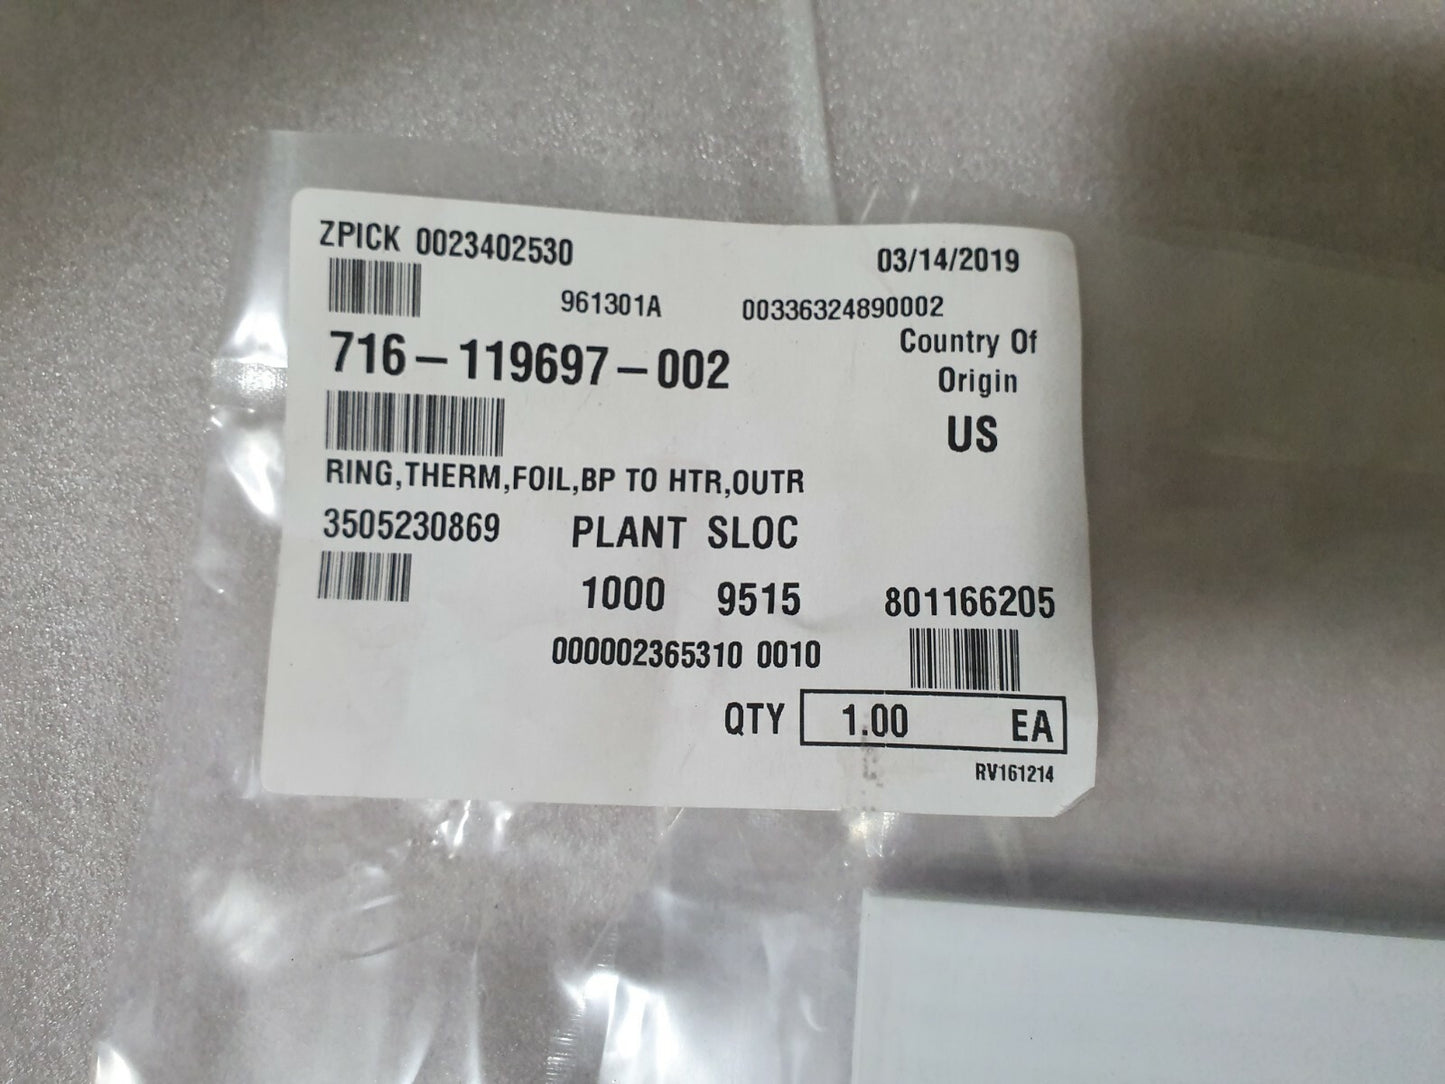 ZPICK 0023402530 03/14/2019
961301A 00336324890002
716-119697-002
Country Of
Origin
US
RING,THERM,FOIL,BP TO HTR,OUTR
3505230869 PLANT SLOC
1000 9515 801166205
000002365310 0010
QTY 1.00 EA
RV161214